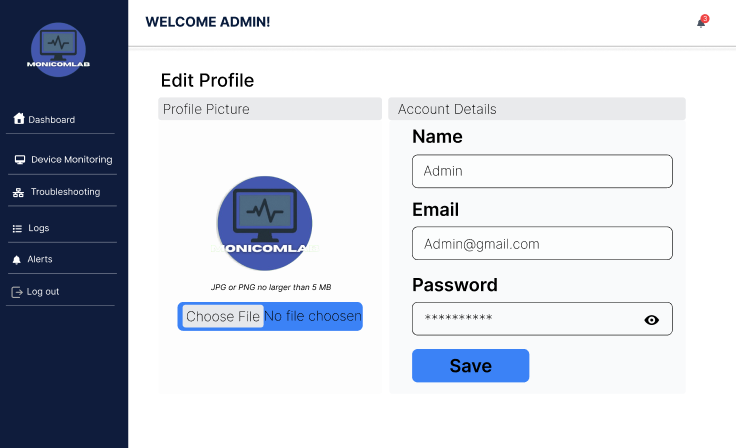 WELCOME ADMIN!
3
MONICOMLAB
Dashboard
Device Monitoring
Troubleshooting
Logs
Alerts
Log out
Edit Profile
Profile Picture
MONICOMLAB
JPG or PNG no larger than 5 MB
Choose File No file choosen
Account Details
Name
Admin
Email
Admin@gmail.com
Password
**********
Save